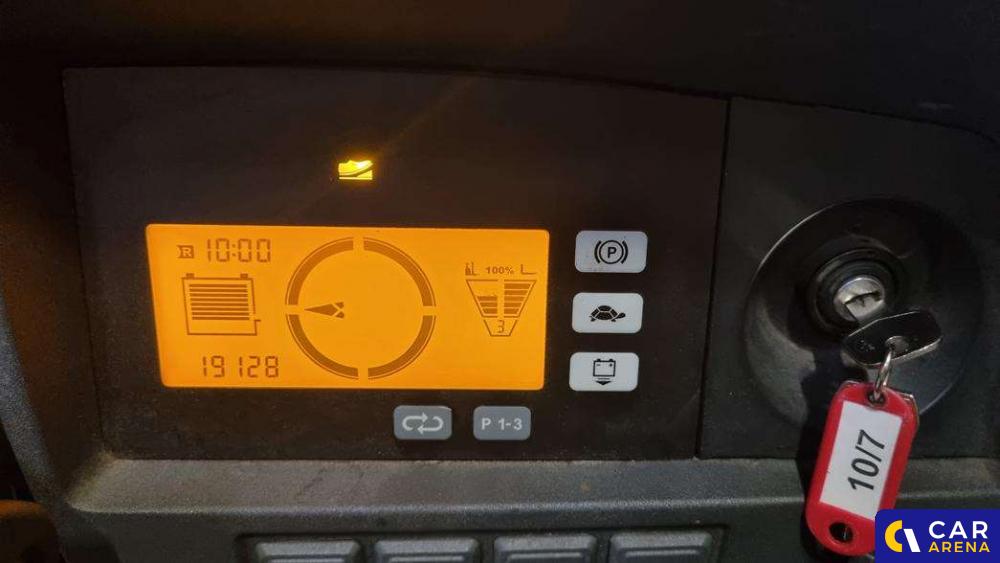 R 10:00
100%
3
19128
P
P 1-3
10/7
CAR
ARENA